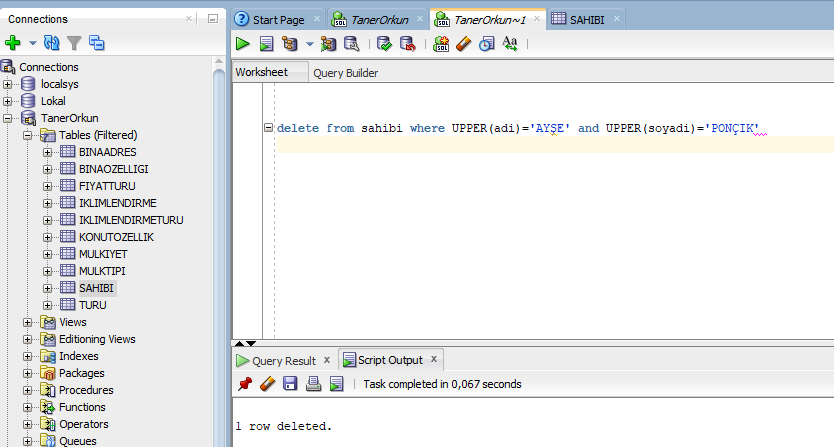 Connections
Start Page
TanerOrkun
TanerOrkun~1
SAHIBI
Connections
localsys
Lokal
TanerOrkun
Tables (Filtered)
BINAADRES
BINAOZELLIGI
FIYATTURU
IKLIMLENDIRME
IKLIMLENDIRMETURU
KONUTOZELLIK
MULKIYET
MULKTIPI
SAHIBI
TURU
Views
Editioning Views
Indexes
Packages
Procedures
Functions
Operators
Queues
Worksheet Query Builder
delete from sahibi where UPPER(adi)='AYŞE' and UPPER(soyadi)='PONÇIK'
Query Result x Script Output x
Task completed in 0,067 seconds
1 row deleted.